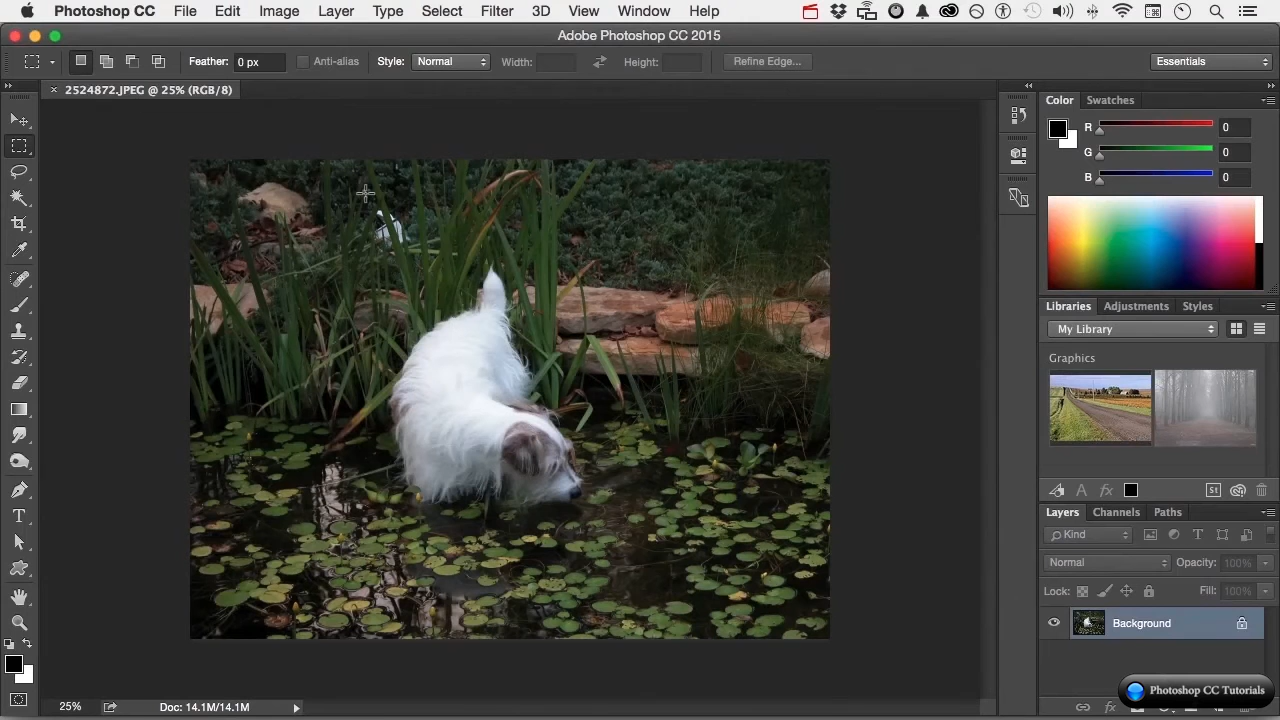 Photoshop CC File Edit Image Layer Type Select Filter 3D View Window Help
Adobe Photoshop CC 2015
Feather: 0 px Anti-alias Style: Normal Width: Height: Refine Edge... Essentials
× 2524872.JPEG @ 25% (RGB/8)
Color Swatches
R 0
G 0
B 0
Libraries Adjustments Styles
My Library
Graphics
A fx St
Layers Channels Paths
Kind T
Normal Opacity: 100%
Lock: Fill: 100%
Background
T
Photoshop CC Tutorials
25% Doc: 14.1M/14.1M
fx